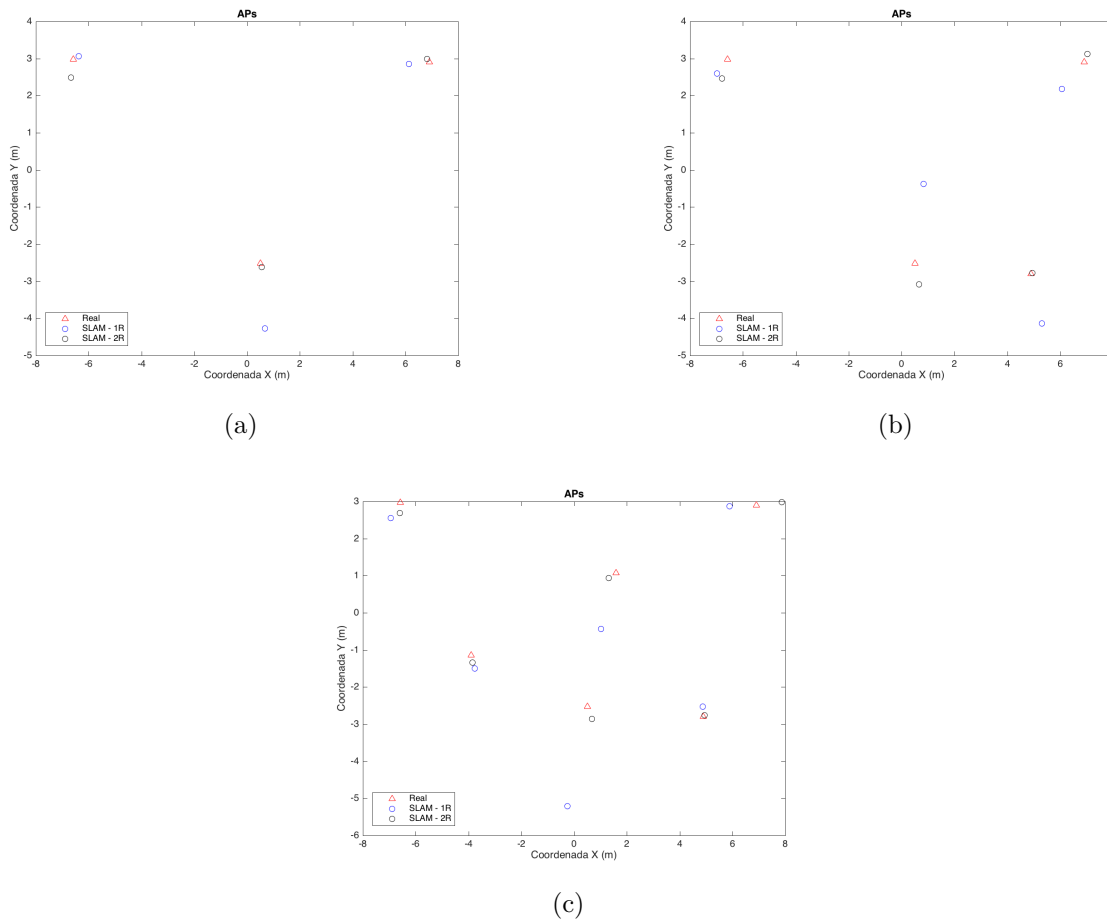 APs
Coordenada Y (m)
3
4
3
2
1
0
-1
-2
-3
-4
-5
Real
SLAM - 1R
SLAM - 2R
-8 -6 -4 -2 0 2 4 6 8
Coordenada X (m)
(a)
APs
Coordenada Y (m)
4
3
2
1
0
-1
-2
-3
-4
-5
Real
SLAM - 1R
SLAM - 2R
-8 -6 -4 -2 0 2 4 6
Coordenada X (m)
(b)
APs
Coordenada Y (m)
3
2
1
0
-1
-2
-3
-4
-5
-6
Real
SLAM - 1R
SLAM - 2R
-8 -6 -4 -2 0 2 4 6 8
Coordenada X (m)
(c)